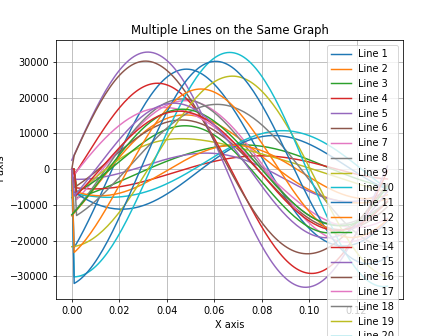 Multiple Lines on the Same Graph
30000
20000
10000
0
−10000
−20000
−30000
axis
0.00
0.02
0.04
0.06
0.08
0.10
X axis
Line 1
Line 2
Line 3
Line 4
Line 5
Line 6
Line 7
Line 8
Line 9
Line 10
Line 11
Line 12
Line 13
Line 14
Line 15
Line 16
Line 17
Line 18
Line 19
Line 20